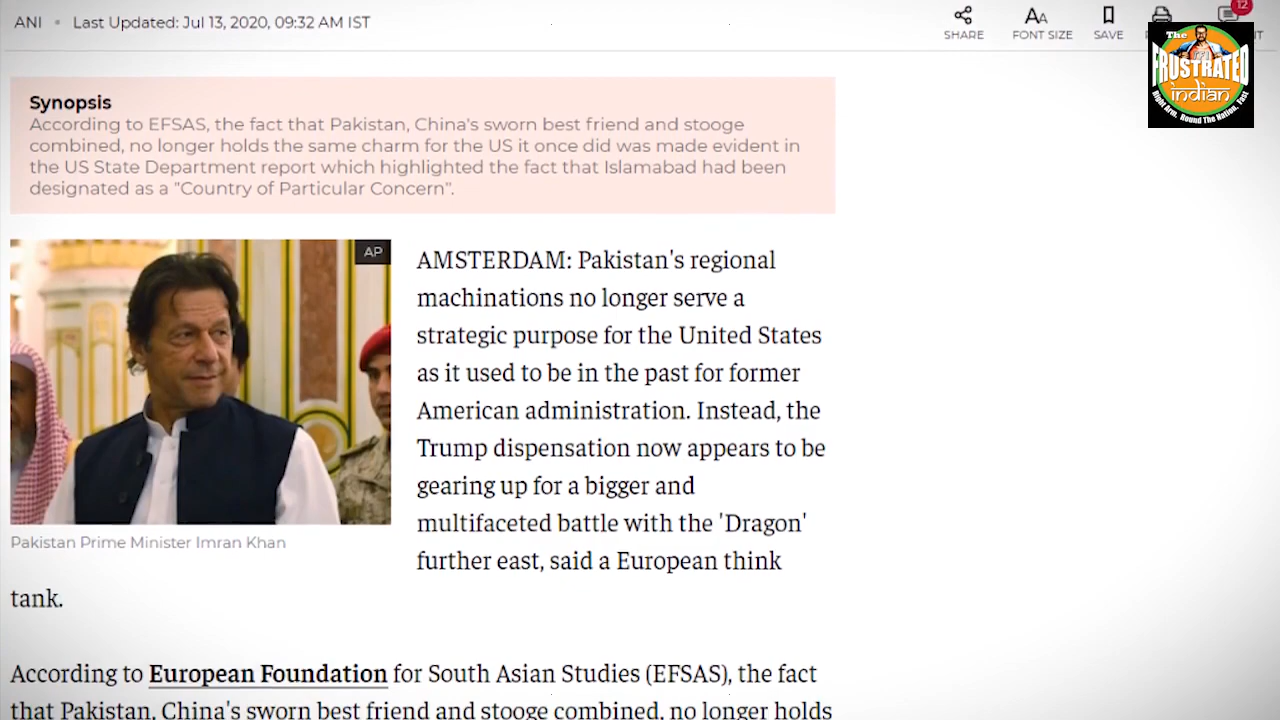 ANI • Last Updated: Jul 13, 2020, 09:32 AM IST
SHARE
FONT SIZE
SAVE
12
The
FRUSTRATED
indian
Right Arm, Round The Nation, Fast
Synopsis
According to EFSAS, the fact that Pakistan, China's sworn best friend and stooge
combined, no longer holds the same charm for the US it once did was made evident in
the US State Department report which highlighted the fact that Islamabad had been
designated as a "Country of Particular Concern".
AP
Pakistan Prime Minister Imran Khan
AMSTERDAM: Pakistan's regional
machinations no longer serve a
strategic purpose for the United States
as it used to be in the past for former
American administration. Instead, the
Trump dispensation now appears to be
gearing up for a bigger and
multifaceted battle with the 'Dragon'
further east, said a European think
tank.
According to European Foundation for South Asian Studies (EFSAS), the fact
that Pakistan, China's sworn best friend and stooge combined, no longer holds